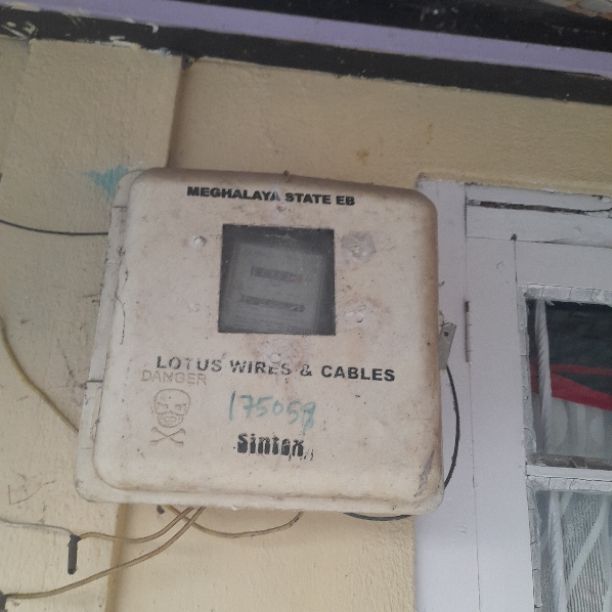 MEGHALAYA STATE EB
LOTUS WIRES & CABLES
DANGER
175058
Sintex